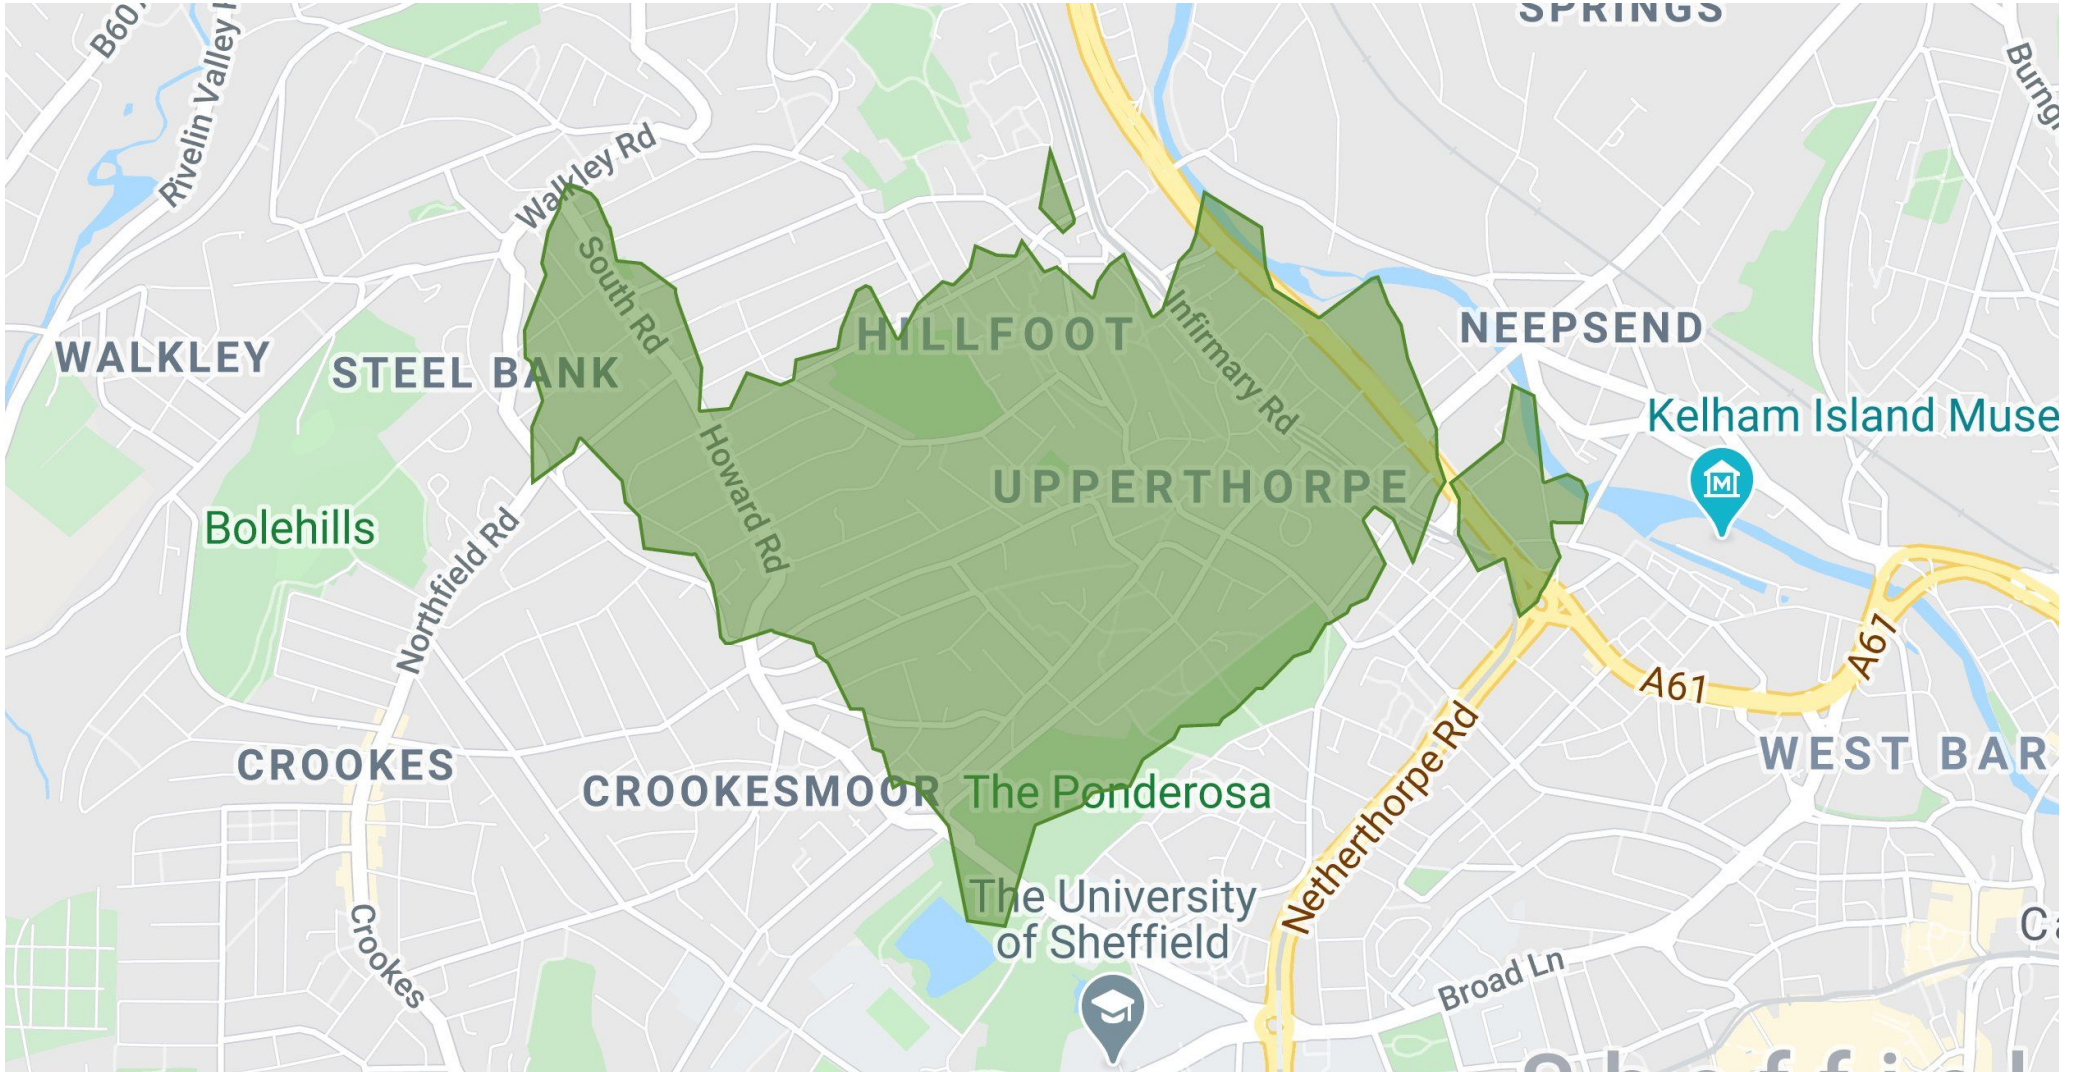 SPRINGS
B60
Rivelin Valley
Burng
Walkley Rd
South Rd
WALKLEY
STEEL BANK
HILLFOOT
Infirmary Rd
NEEPSEND
Kelham Island Muse
Howard Rd
UPPERTHORPE
Bolehills
Northfield Rd
A61
A61
Netherthorpe Rd
WEST BAR
CROOKES
CROOKESMOOR
The Ponderosa
The University
of Sheffield
Crookes
Broad Ln
Ca